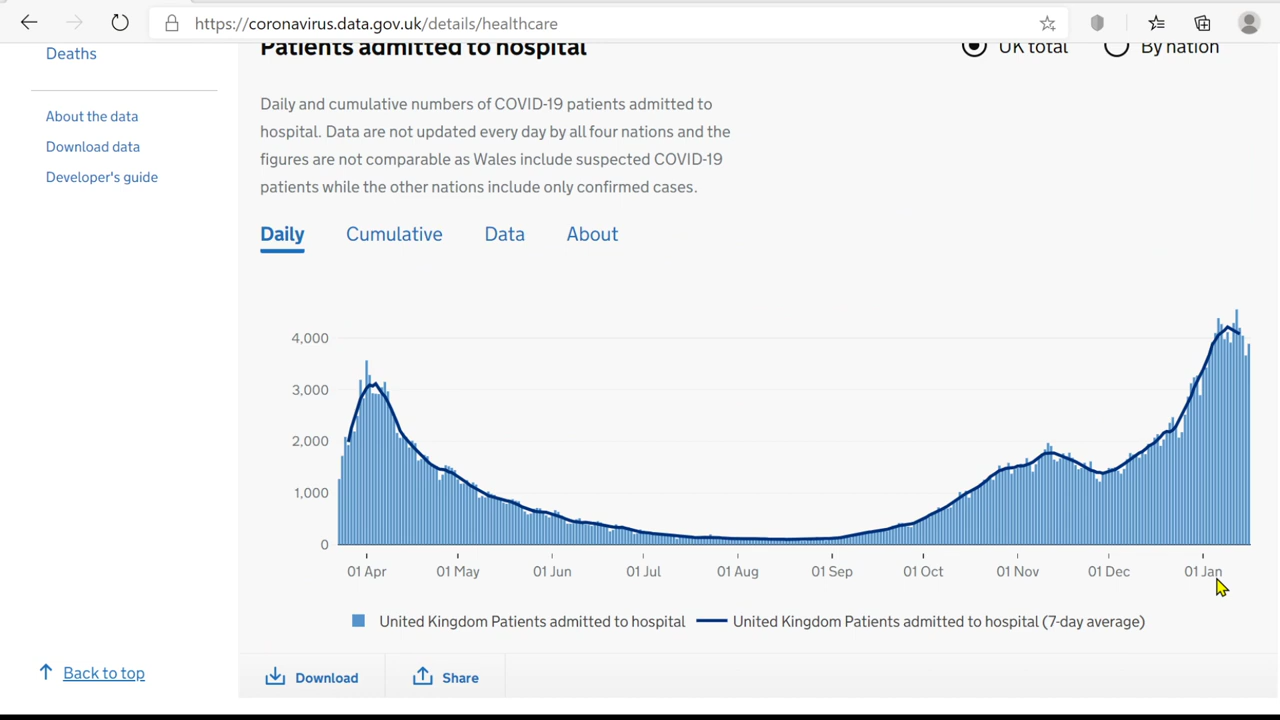 https://coronavirus.data.gov.uk/details/healthcare
Deaths
About the data
Download data
Developer's guide
Back to top
Patients admitted to hospital
UK total
By nation
Daily and cumulative numbers of COVID-19 patients admitted to
hospital. Data are not updated every day by all four nations and the
figures are not comparable as Wales include suspected COVID-19
patients while the other nations include only confirmed cases.
Daily Cumulative Data About
4,000
3,000
2,000
1,000
0
01 Apr 01 May 01 Jun 01 Jul 01 Aug 01 Sep 01 Oct 01 Nov 01 Dec 01 Jan
United Kingdom Patients admitted to hospital United Kingdom Patients admitted to hospital (7-day average)
Download Share